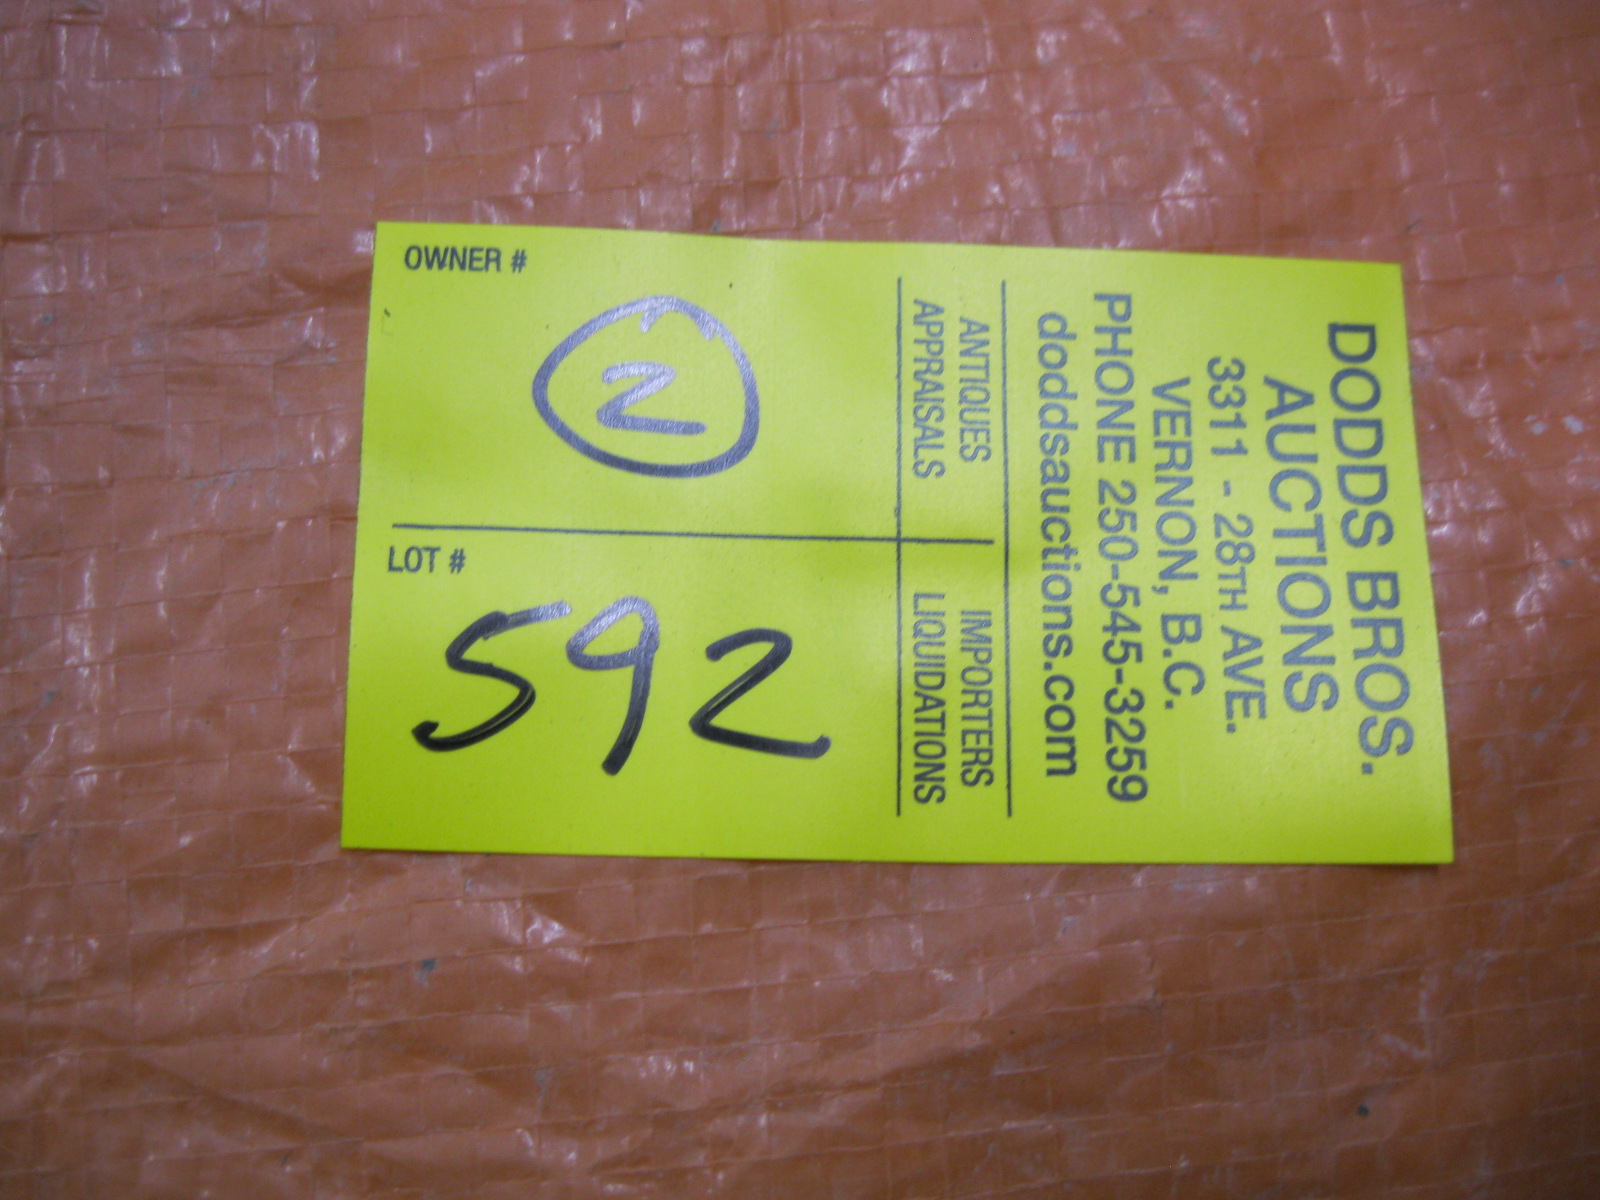 DODDS BROS.
AUCTIONS
3311 - 28TH AVE.
VERNON, B.C.
PHONE 250-545-3259
doddsauctions.com
ANTIQUES IMPORTERS
APPRAISALS LIQUIDATIONS
OWNER #
2
LOT #
592